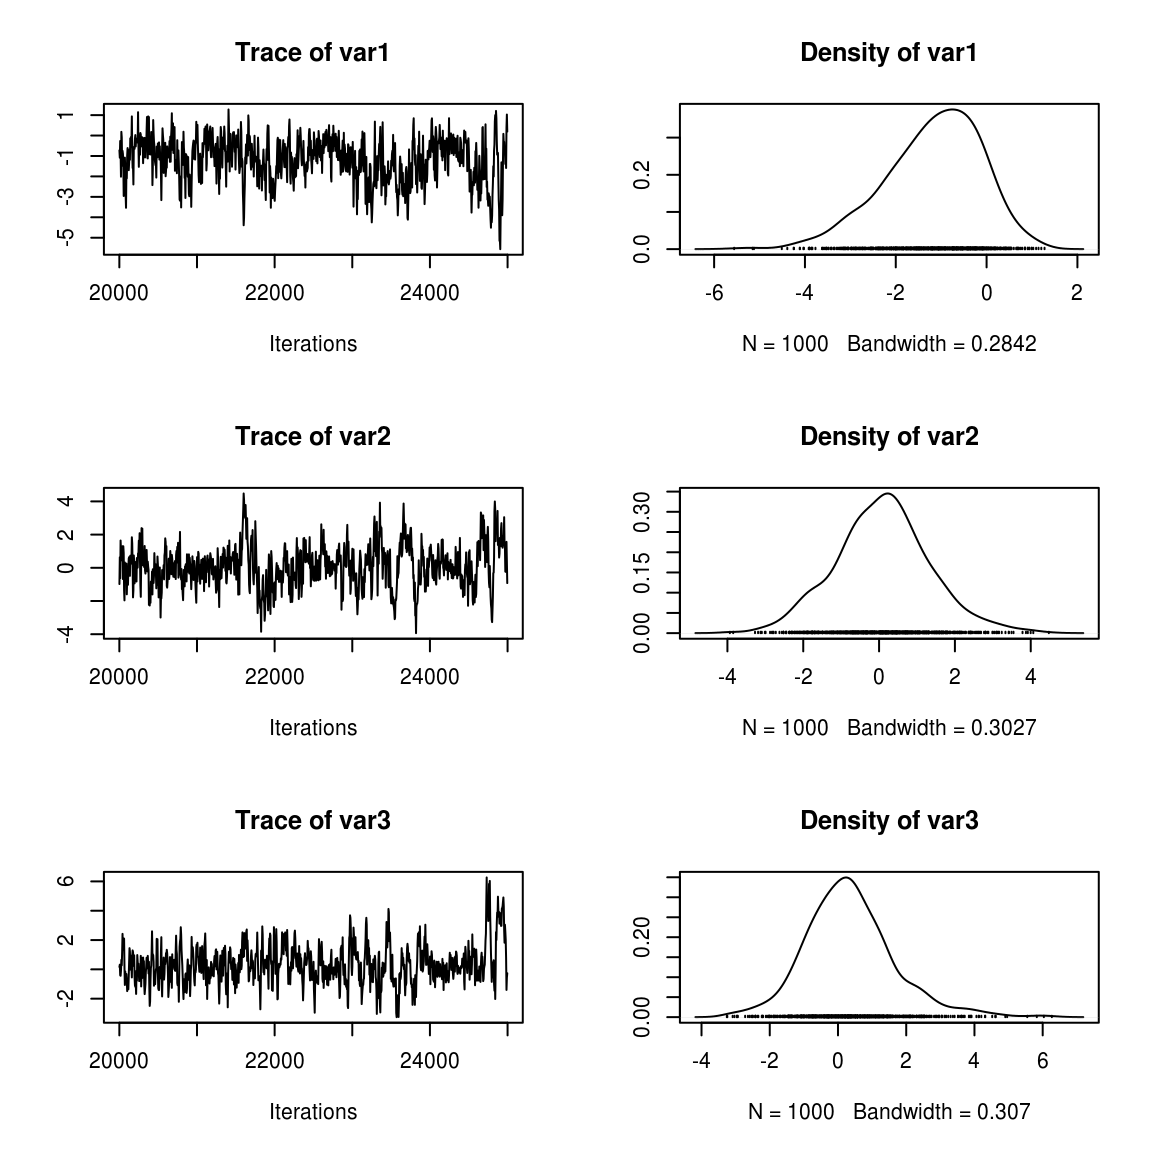 Trace of var1
1
-1
-3
-5
20000 22000 24000
Iterations
Density of var1
0.2
0.0
-6 -4 -2 0 2
N = 1000 Bandwidth = 0.2842
Trace of var2
4
2
0
-4
20000 22000 24000
Iterations
Density of var2
0.30
0.15
0.00
-4 -2 0 2 4
N = 1000 Bandwidth = 0.3027
Trace of var3
6
2
-2
20000 22000 24000
Iterations
Density of var3
0.20
0.00
-4 -2 0 2 4 6
N = 1000 Bandwidth = 0.307